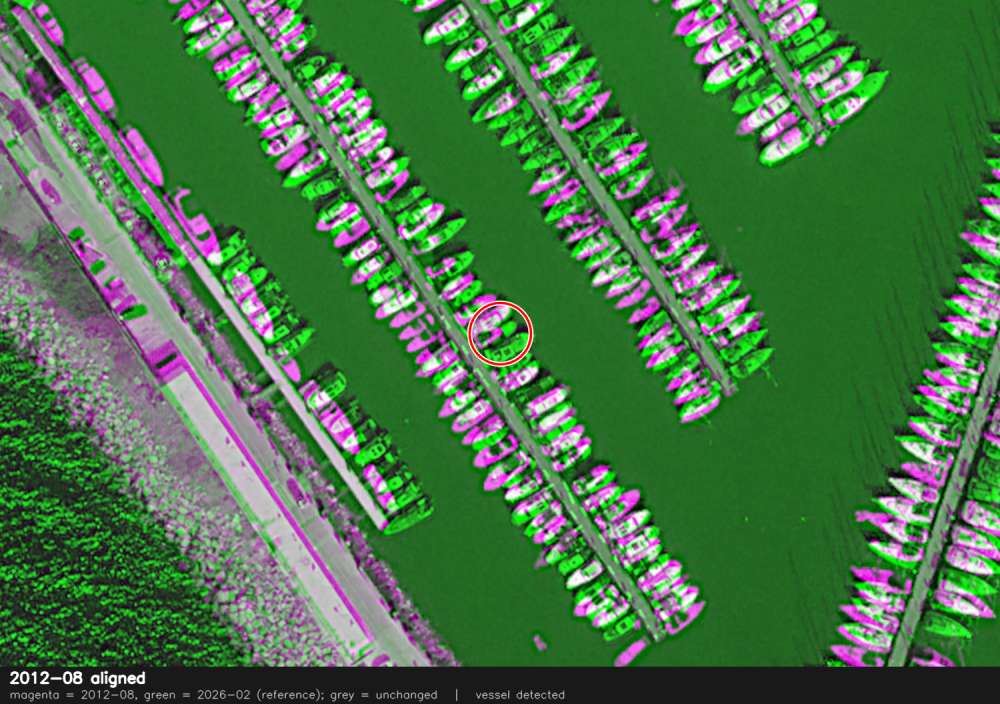 2012-08 aligned
magenta = 2012-08, green = 2026-02 (reference); grey = unchanged | vessel detected